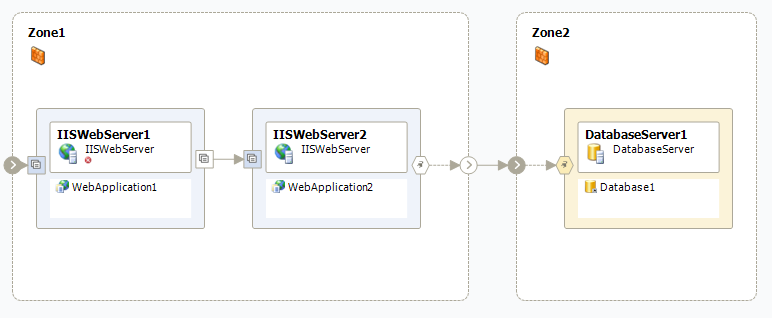 Zone1
Zone2
IISWebServer1
IISWebServer
WebApplication1
IISWebServer2
IISWebServer
WebApplication2
DatabaseServer1
DatabaseServer
Database1